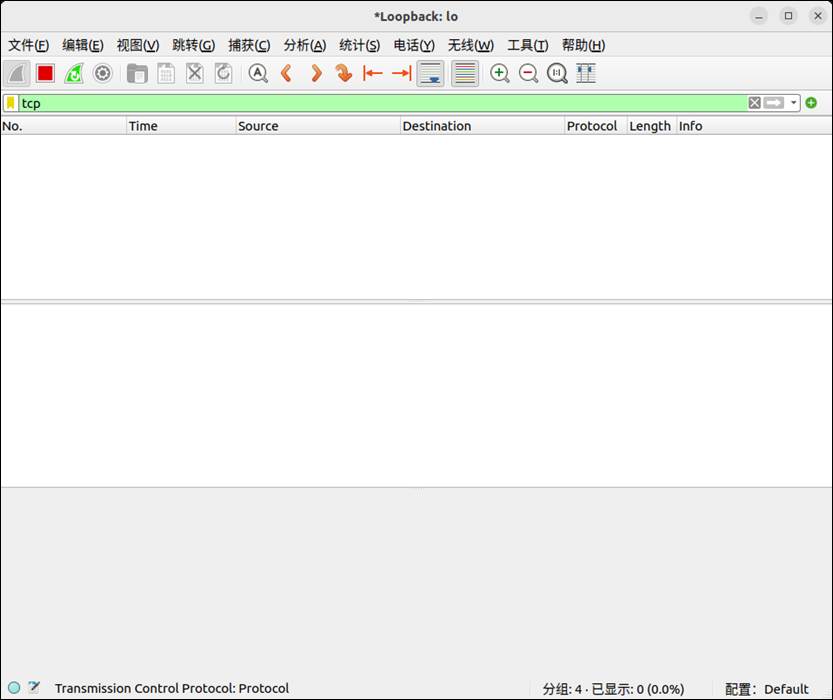 *Loopback: lo
文件(F) 编辑(E) 视图(V) 跳转(G) 捕获(C) 分析(A) 统计(S) 电话(Y) 无线(W) 工具(T) 帮助(H)
tcp
No. Time Source Destination Protocol Length Info
Transmission Control Protocol: Protocol 分组: 4 · 已显示: 0 (0.0%) 配置: Default